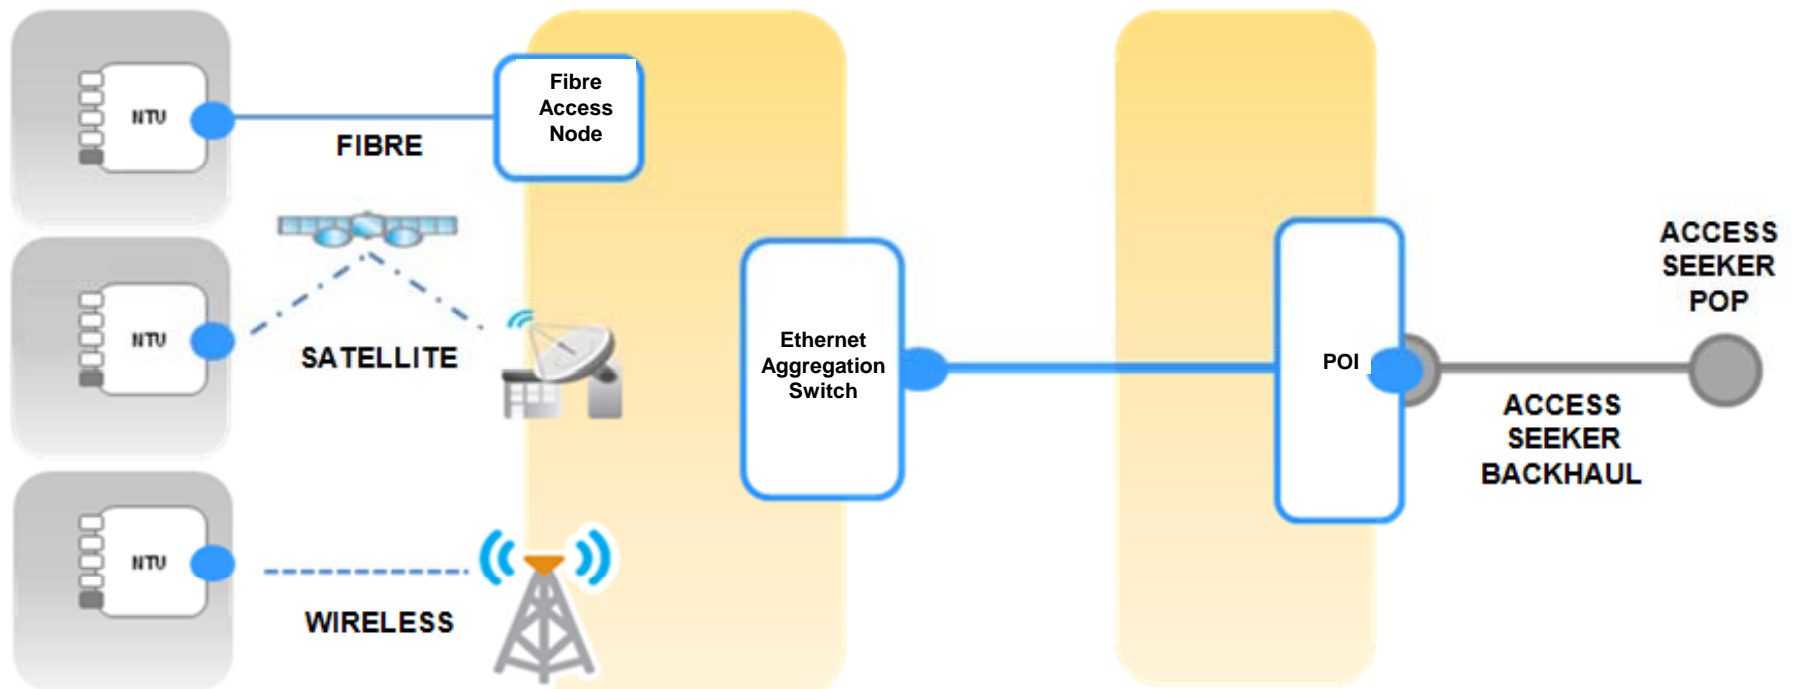 NTU
FIBRE
Fibre
Access
Node
NTU
SATELLITE
Ethernet
Aggregation
Switch
POI
ACCESS
SEEKER
POP
ACCESS
SEEKER
BACKHAUL
NTU
WIRELESS